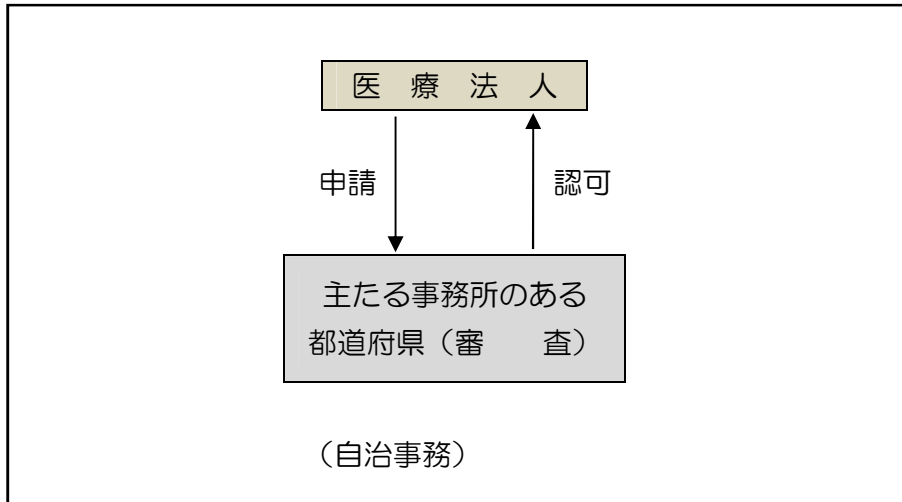 医 療 法 人
申請
認可
主たる事務所のある
都道府県（審　　査）
（自治事務）